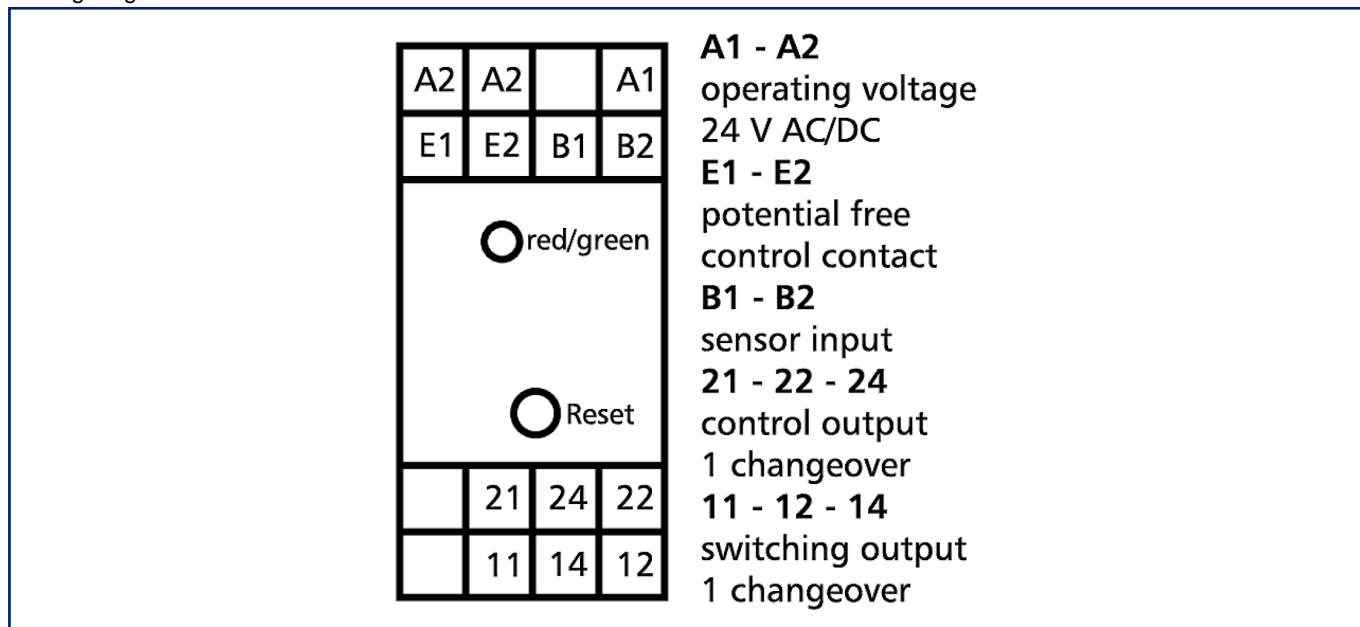 A2 A2 A1
E1 E2 B1 B2
red/green
Reset
21 24 22
11 14 12
A1 - A2
operating voltage
24 V AC/DC
E1 - E2
potential free
control contact
B1 - B2
sensor input
21 - 22 - 24
control output
1 changeover
11 - 12 - 14
switching output
1 changeover